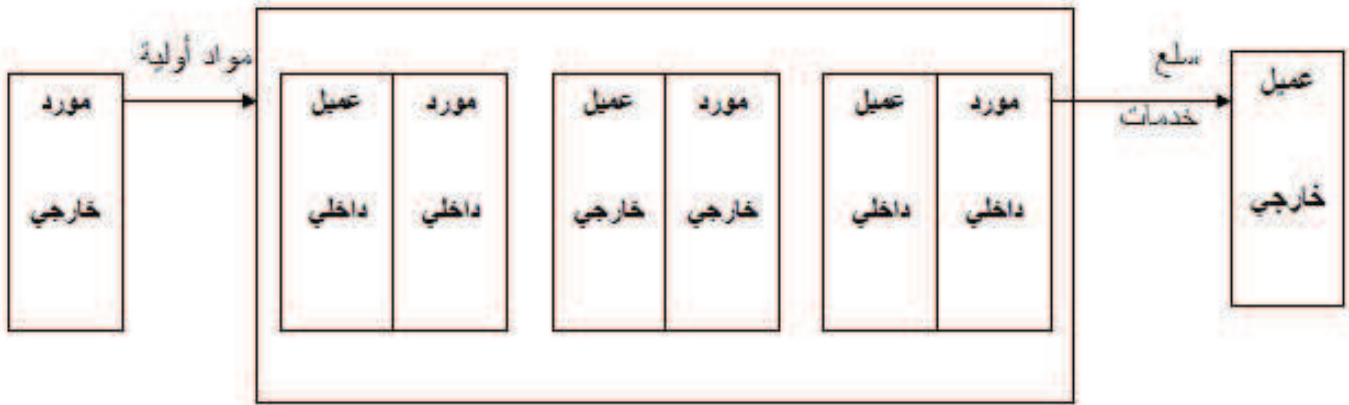 مواد أولية
سلع
خدمات
عميل
خارجي
مورد
داخلي
عميل
داخلي
مورد
خارجي
عميل
خارجي
مورد
داخلي
عميل
داخلي
مورد
خارجي